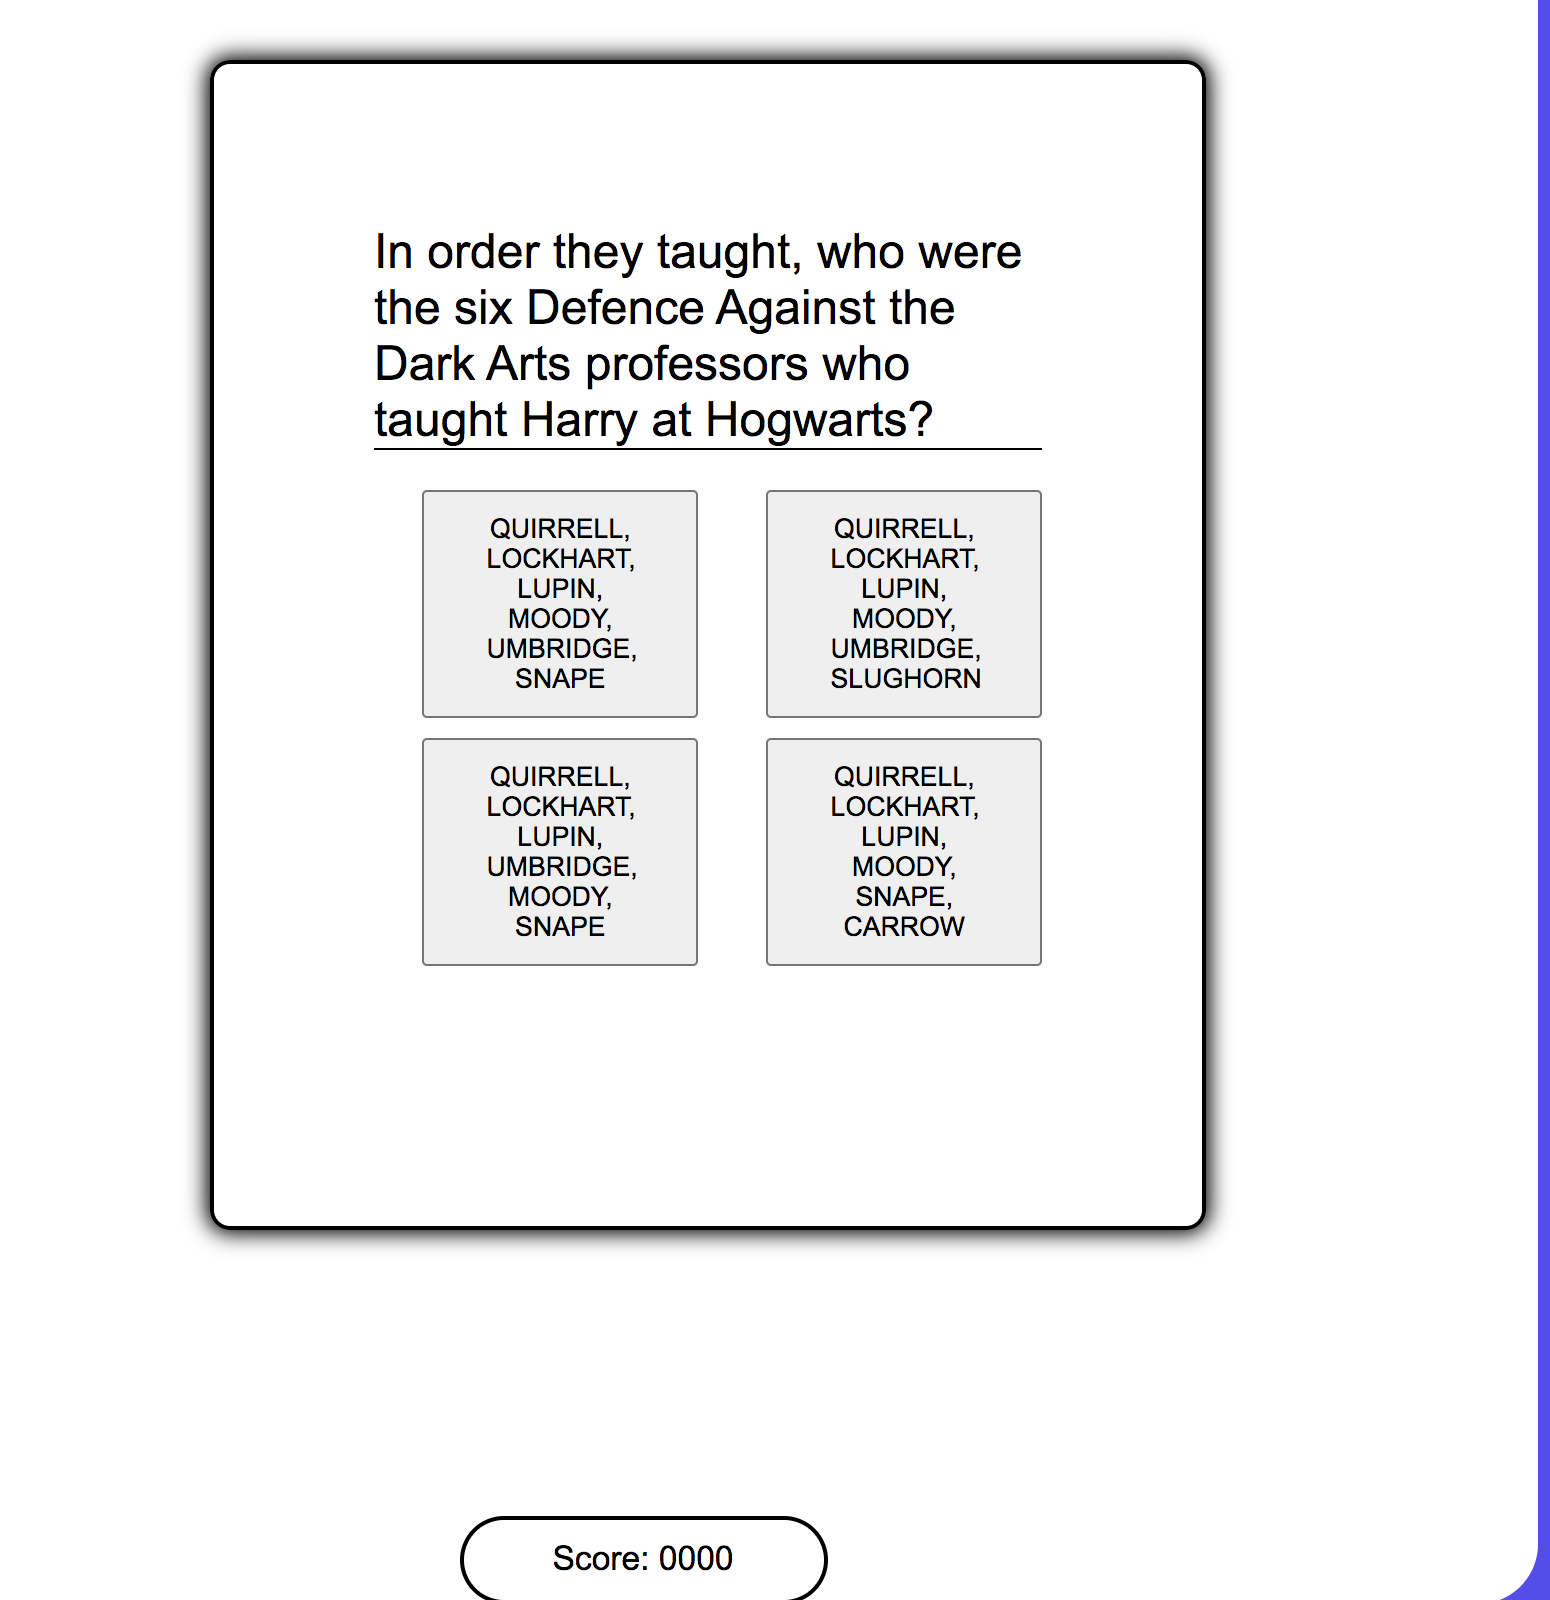 In order they taught, who were
the six Defence Against the
Dark Arts professors who
taught Harry at Hogwarts?
QUIRRELL,
LOCKHART,
LUPIN,
MOODY,
UMBRIDGE,
SNAPE
QUIRRELL,
LOCKHART,
LUPIN,
MOODY,
UMBRIDGE,
SLUGHORN
QUIRRELL,
LOCKHART,
LUPIN,
UMBRIDGE,
MOODY,
SNAPE
QUIRRELL,
LOCKHART,
LUPIN,
MOODY,
SNAPE,
CARROW
Score: 0000